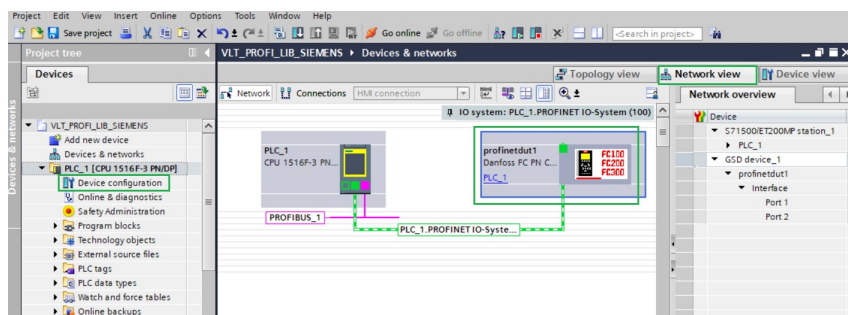 Project Edit View Insert Online Options Tools Window Help
Save project Go online Go offline <Search in project>
Project tree
VLT_PROFI_LIB_SIEMENS ▸ Devices & networks
Devices
Topology view Network view Device view
Network Connections HMI connection
Network overview
IO system: PLC_1.PROFINET IO-System (100)
Devices & networks
VLT_PROFI_LIB_SIEMENS
Add new device
Devices & networks
PLC_1 [CPU 1516F-3 PN/DP]
Device configuration
Online & diagnostics
Safety Administration
Program blocks
Technology objects
External source files
PLC tags
PLC data types
Watch and force tables
Online backups
PLC_1
CPU 1516F-3 PN...
profinetdut1
Danfoss FC PN C...
PLC_1
FC100
FC200
FC300
PROFIBUS_1
PLC_1.PROFINET IO-Syste...
Device
S71500/ET200MP station_1
PLC_1
GSD device_1
profinetdut1
Interface
Port 1
Port 2